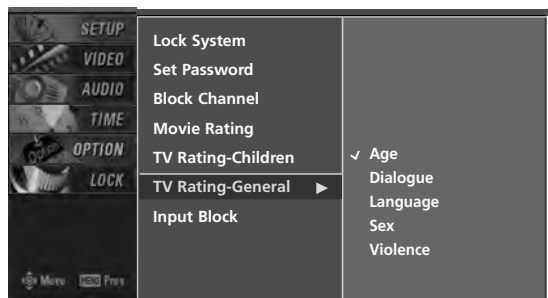 SETUP
VIDEO
AUDIO
TIME
OPTION
LOCK
Move MENU Prev
Lock System
Set Password
Block Channel
Movie Rating
TV Rating-Children
TV Rating-General ▶
Input Block
✓ Age
Dialogue
Language
Sex
Violence